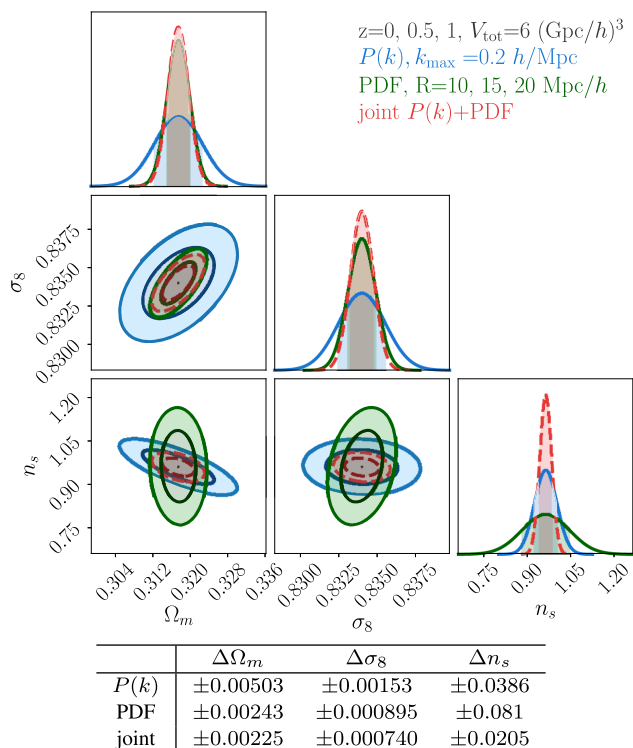 z=0, 0.5, 1, V_tot=6 (Gpc/h)³
P(k), k_max =0.2 h/Mpc
PDF, R=10, 15, 20 Mpc/h
joint P(k)+PDF
σ₈
0.8375
0.8350
0.8325
0.8300
n_s
1.20
1.05
0.90
0.75
0.304 0.312 0.320 0.328 0.336
Ω_m
0.8300 0.8325 0.8350 0.8375
σ₈
0.75 0.90 1.05 1.20
n_s
ΔΩ_m Δσ₈ Δn_s
P(k) ±0.00503 ±0.00153 ±0.0386
PDF ±0.00243 ±0.000895 ±0.081
joint ±0.00225 ±0.000740 ±0.0205